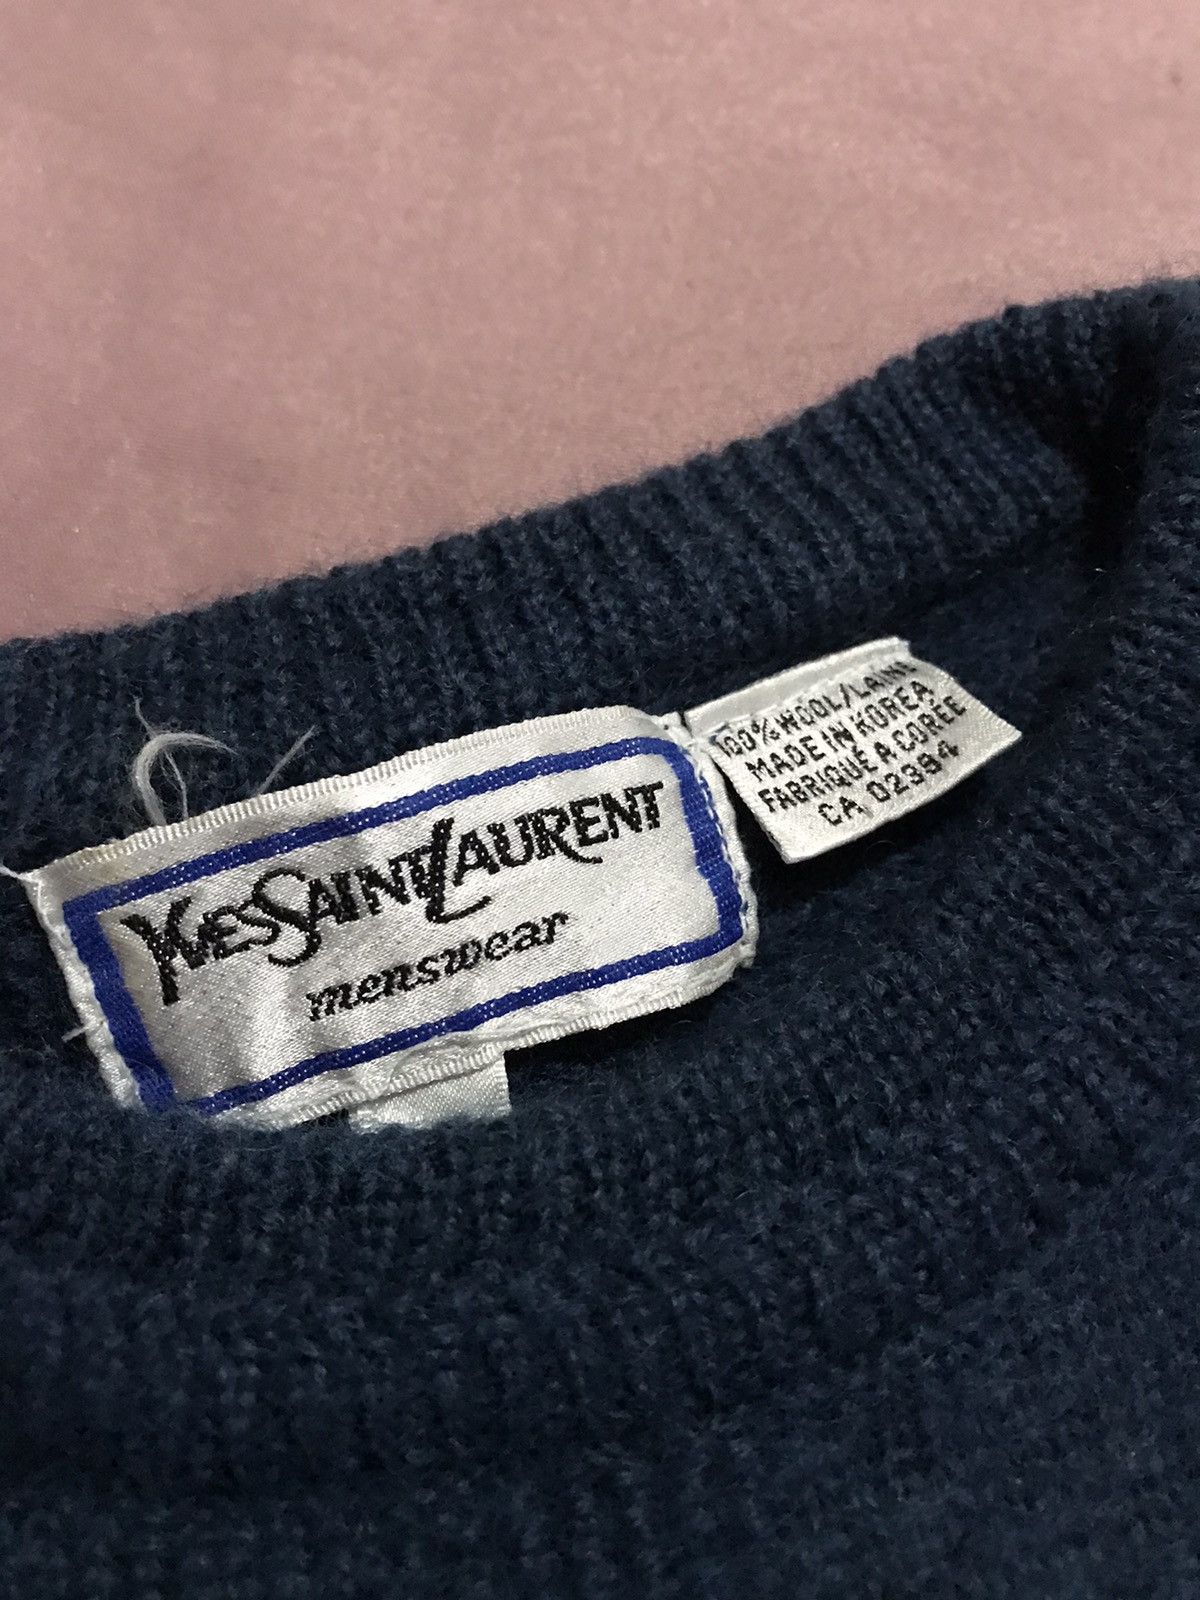 YVESSAINTLAURENT
menswear
100% WOOL/LAINE
MADE IN KOREA
FABRIQUÉ A CORÉE
CA 02394